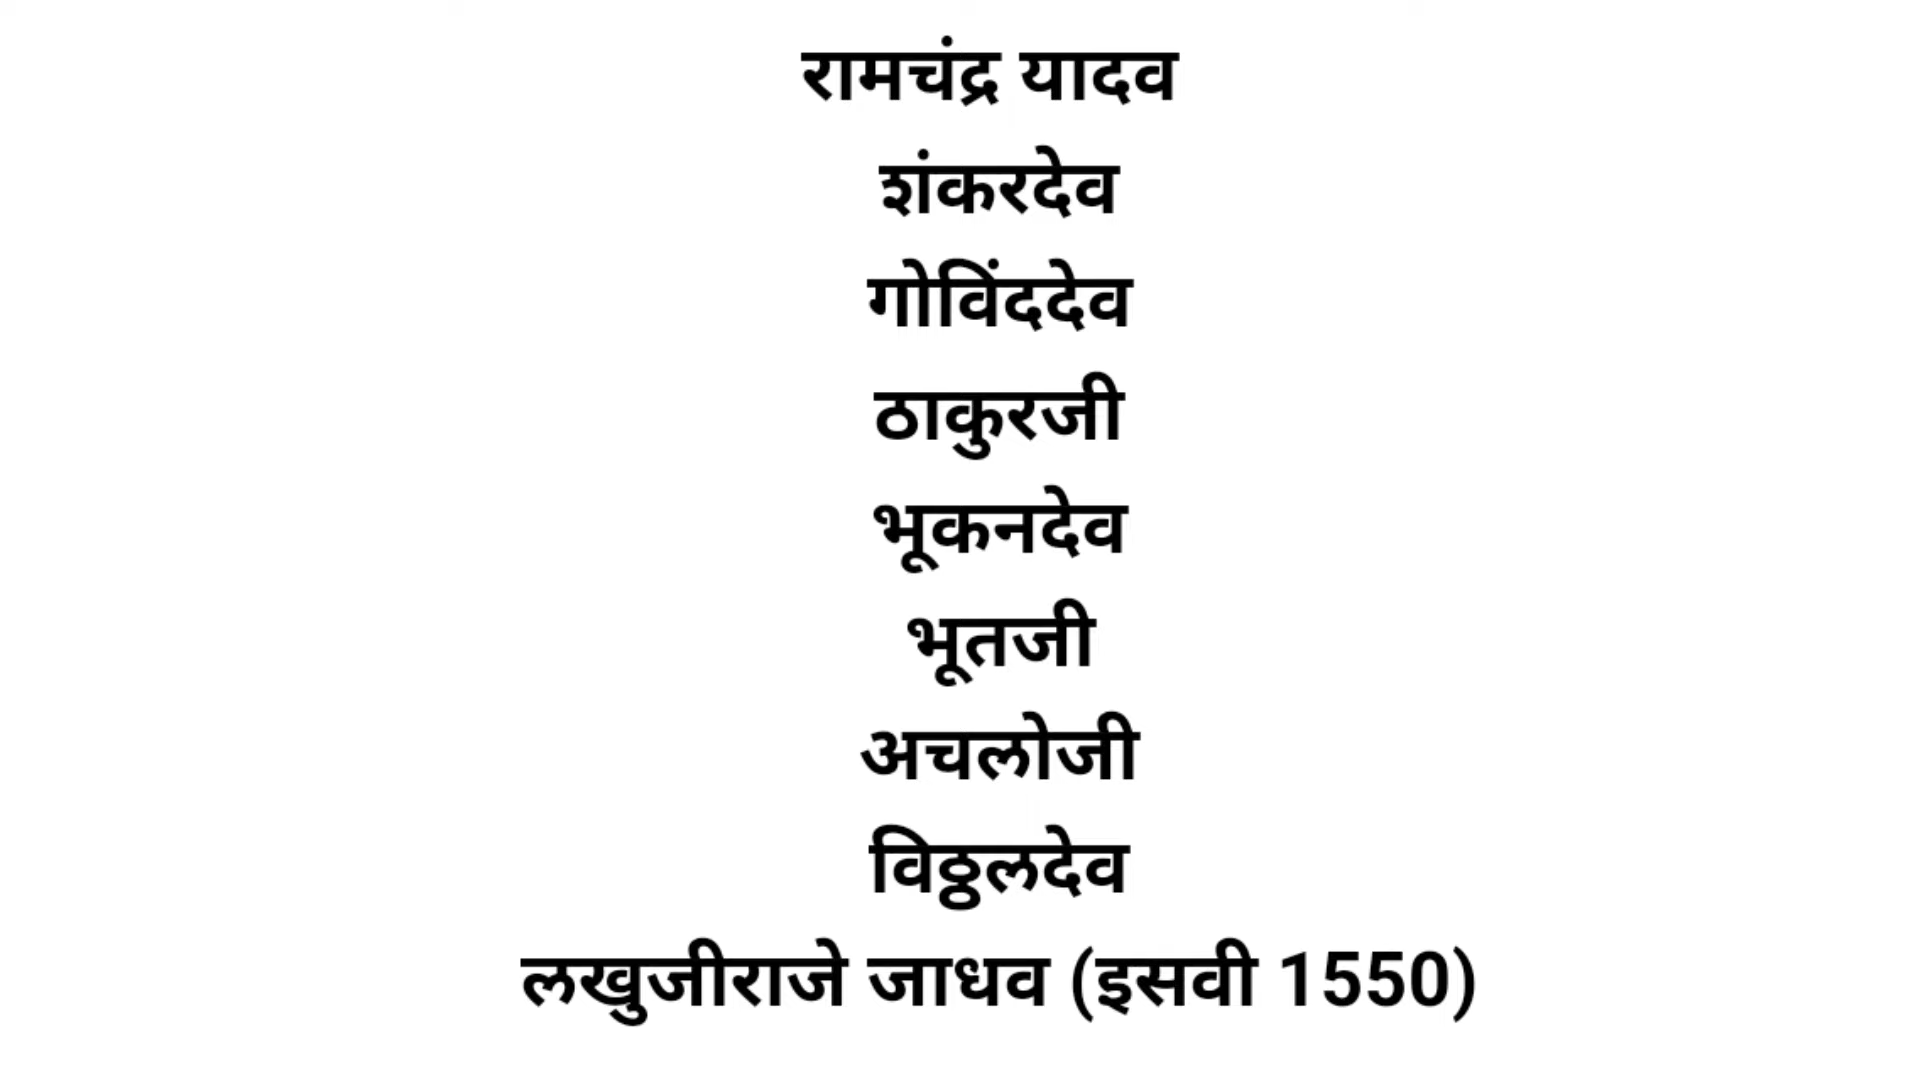 रामचंद्र यादव
शंकरदेव
गोविंददेव
ठाकुरजी
भूकनदेव
भूतजी
अचलोजी
विठ्ठलदेव
लखुजीराजे जाधव (इसवी 1550)